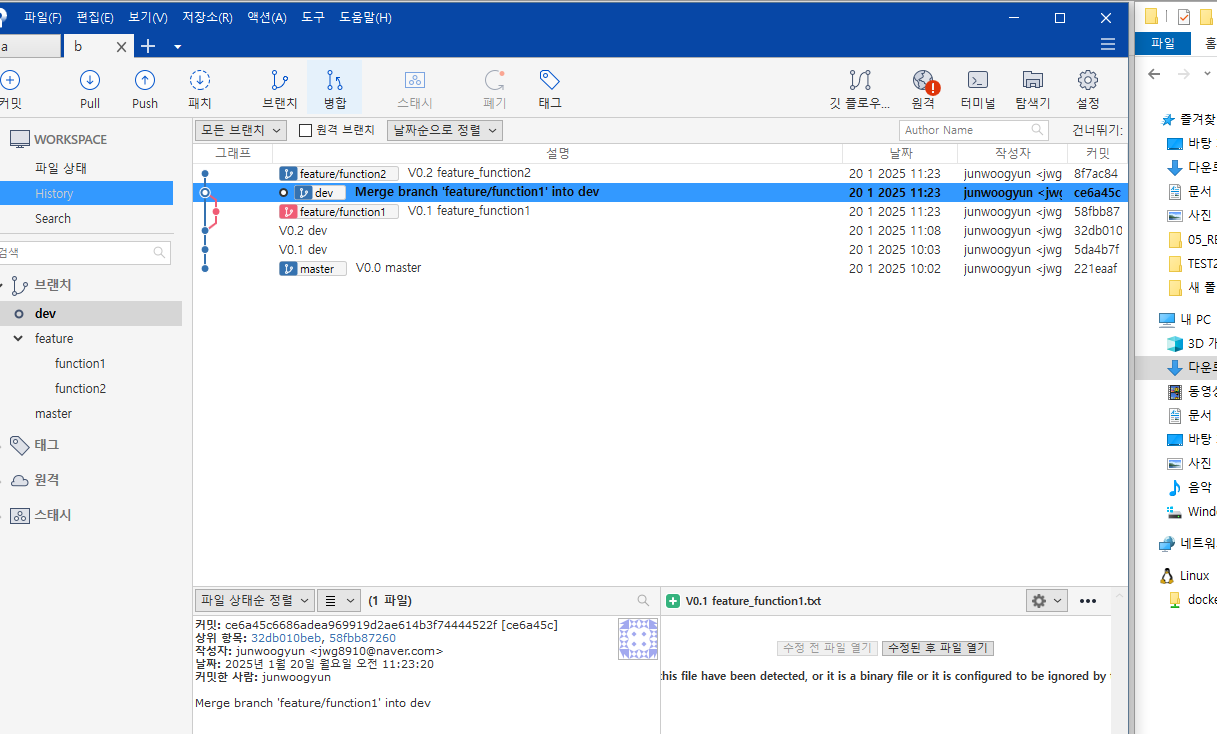 파일(F) 편집(E) 보기(V) 저장소(R) 액션(A) 도구 도움말(H)
a b
커밋 Pull Push 패치 브랜치 병합 스태시 폐기 태그 깃 플로우... 원격 터미널 탐색기 설정
WORKSPACE
파일 상태
History
Search
검색
브랜치
dev
feature
function1
function2
master
태그
원격
스태시
모든 브랜치 원격 브랜치 날짜순으로 정렬 Author Name 건너뛰기:
그래프 설명 날짜 작성자 커밋
feature/function2 V0.2 feature_function2 20 1 2025 11:23 junwoogyun <jwg 8f7ac84
dev Merge branch 'feature/function1' into dev 20 1 2025 11:23 junwoogyun <jwg ce6a45c
feature/function1 V0.1 feature_function1 20 1 2025 11:23 junwoogyun <jwg 58fbb87
V0.2 dev 20 1 2025 11:08 junwoogyun <jwg 32db010
V0.1 dev 20 1 2025 10:03 junwoogyun <jwg 5da4b7f
master V0.0 master 20 1 2025 10:02 junwoogyun <jwg 221eaaf
파일 상태순 정렬 (1 파일)
커밋: ce6a45c6686adea969919d2ae614b3f74444522f [ce6a45c]
상위 항목: 32db010beb, 58fbb87260
작성자: junwoogyun <jwg8910@naver.com>
날짜: 2025년 1월 20일 월요일 오전 11:23:20
커밋한 사람: junwoogyun
Merge branch 'feature/function1' into dev
V0.1 feature_function1.txt
수정 전 파일 열기 수정된 후 파일 열기
this file have been detected, or it is a binary file or it is configured to be ignored by
파일 홈
즐겨찾
바탕
다운로
문서
사진
05_RE
TEST2
새 폴
내 PC
3D 개
다운로
동영상
문서
바탕
사진
음악
Wind
네트워
Linux
docke